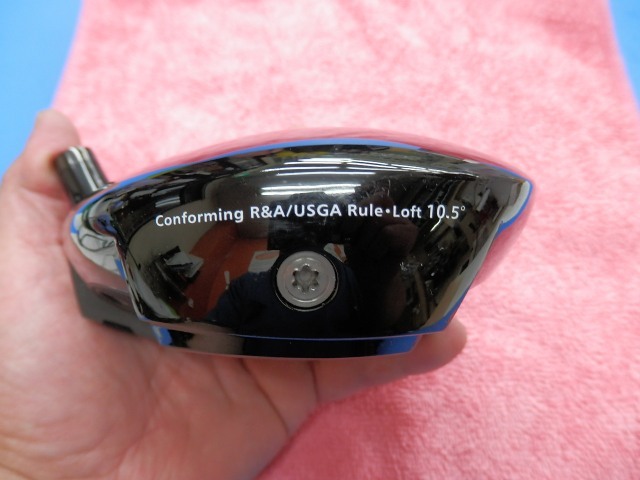 Conforming R&A/USGA Rule•Loft 10.5°